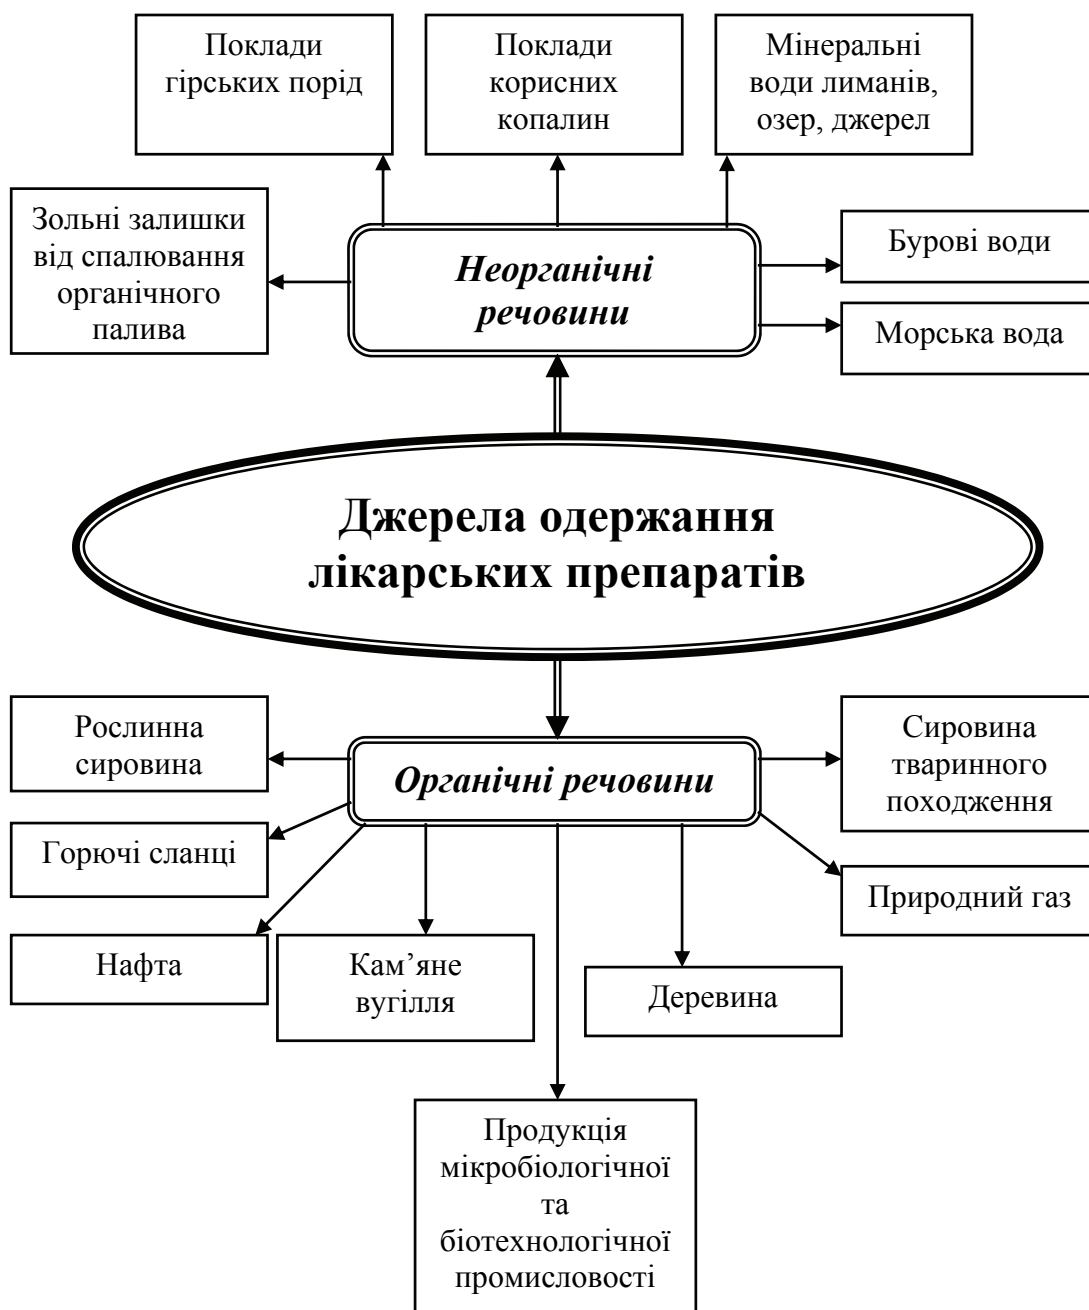 Поклади
гірських порід
Поклади
корисних
копалин
Мінеральні
води лиманів,
озер, джерел
Зольні залишки
від спалювання
органічного
палива
Неорганічні
речовини
Бурові води
Морська вода
Джерела одержання
лікарських препаратів
Рослинна
сировина
Органічні речовини
Сировина
тваринного
походження
Горючі сланці
Природний газ
Нафта
Кам’яне
вугілля
Деревина
Продукція
мікробіологічної
та
біотехнологічної
промисловості